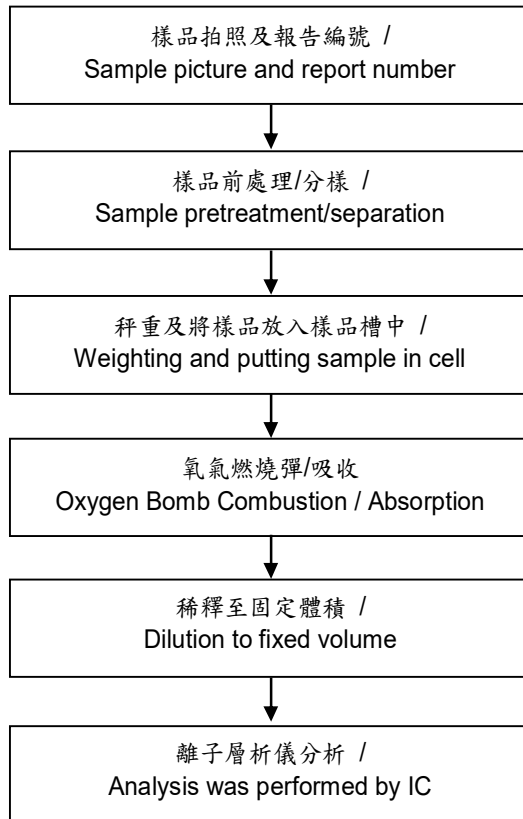 樣品拍照及報告編號 /
Sample picture and report number
樣品前處理/分樣 /
Sample pretreatment/separation
秤重及將樣品放入樣品槽中 /
Weighting and putting sample in cell
氧氣燃燒彈/吸收
Oxygen Bomb Combustion / Absorption
稀釋至固定體積 /
Dilution to fixed volume
離子層析儀分析 /
Analysis was performed by IC